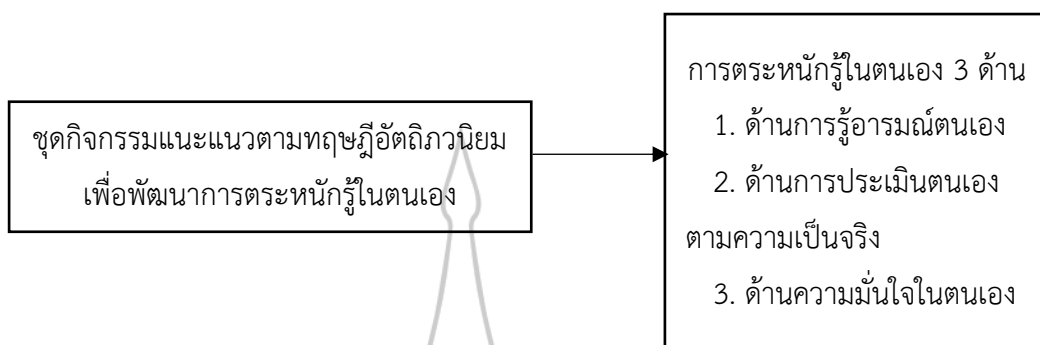 ชุดกิจกรรมแนะแนวตามทฤษฎีอัตถิภวนิยม
เพื่อพัฒนาการตระหนักรู้ในตนเอง
การตระหนักรู้ในตนเอง 3 ด้าน
1. ด้านการรู้อารมณ์ตนเอง
2. ด้านการประเมินตนเอง
ตามความเป็นจริง
3. ด้านความมั่นใจในตนเอง